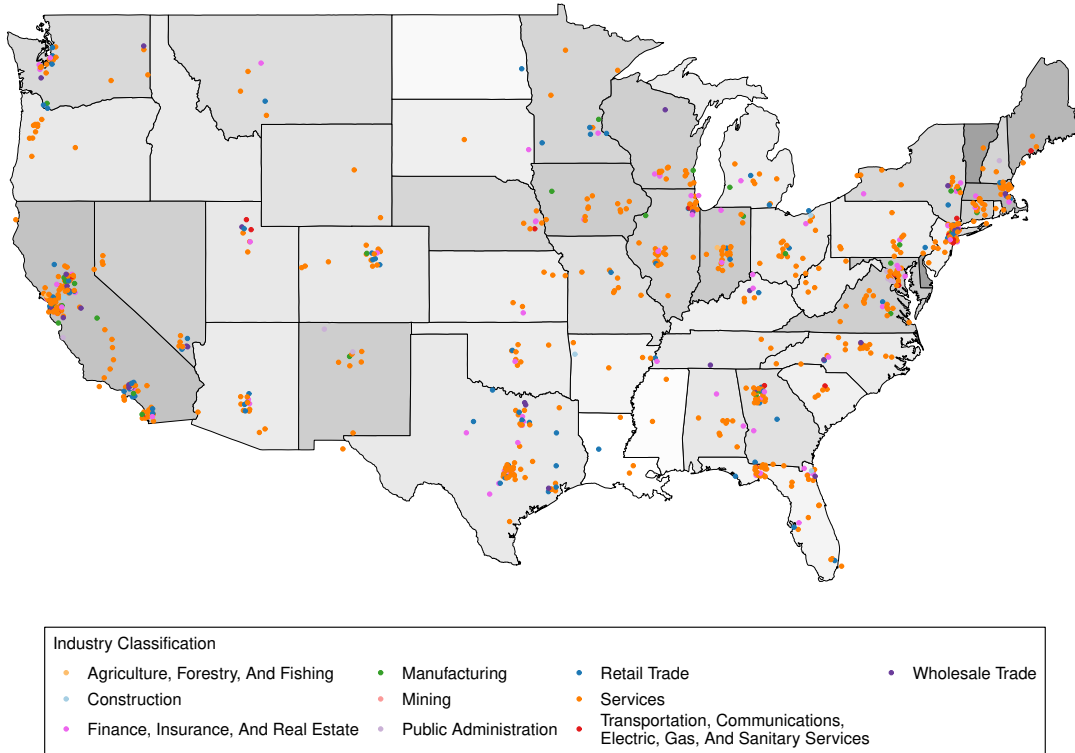 Industry Classification
Agriculture, Forestry, And Fishing
Construction
Finance, Insurance, And Real Estate
Manufacturing
Mining
Public Administration
Retail Trade
Services
Transportation, Communications,
Electric, Gas, And Sanitary Services
Wholesale Trade